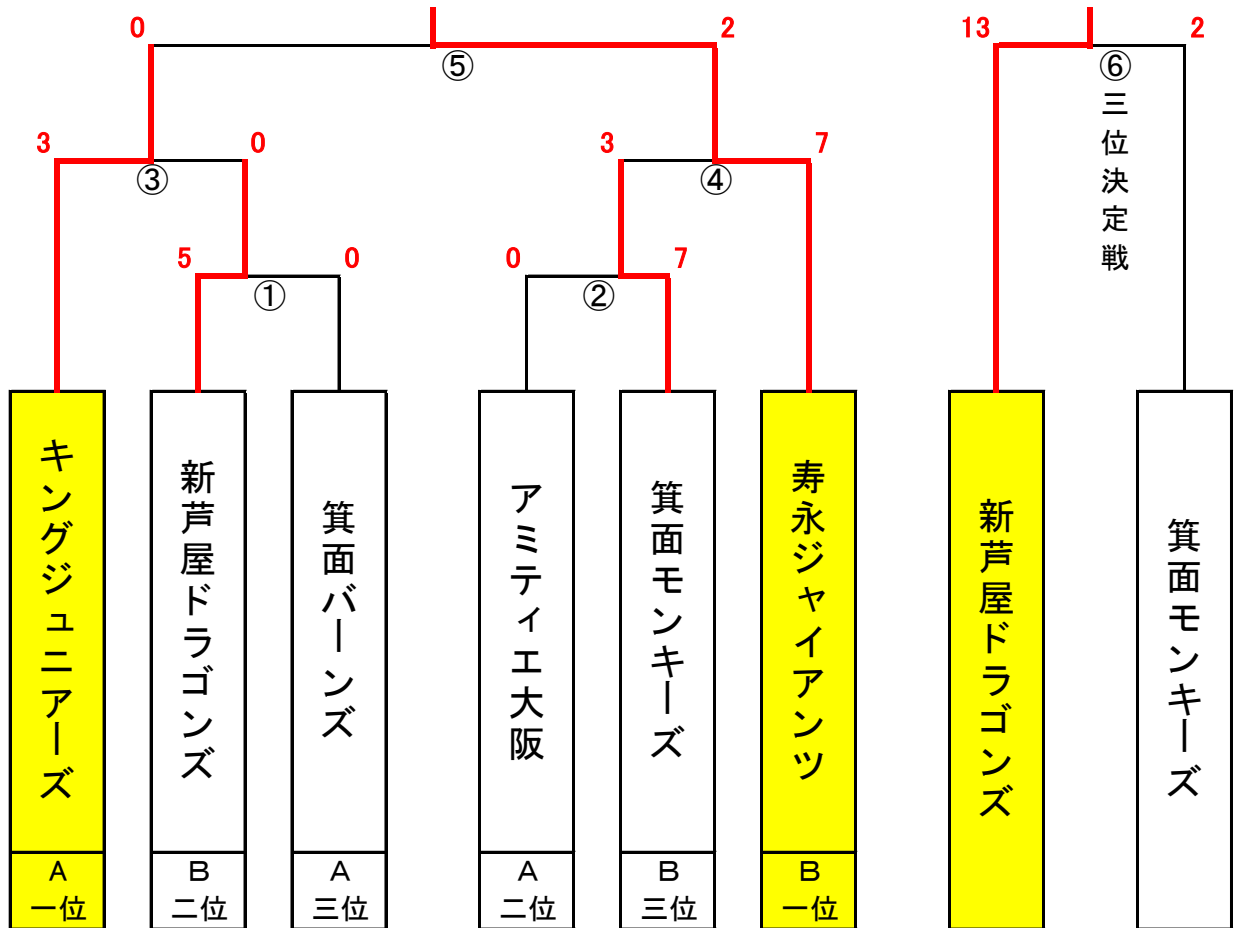 0
2
13
2
⑤
⑥
三位決定戦
3
0
3
7
③
④
5
0
0
7
①
②
キングジュニアーズ
新芦屋ドラゴンズ
箕面バーンズ
アミティエ大阪
箕面モンキーズ
寿永ジャイアンツ
新芦屋ドラゴンズ
箕面モンキーズ
A
一位
B
二位
A
三位
A
二位
B
三位
B
一位